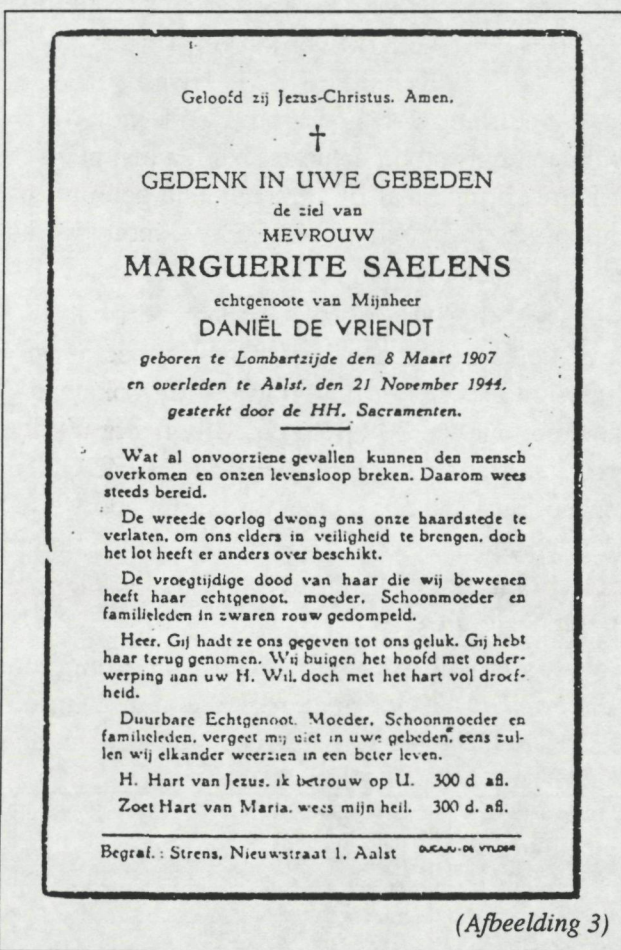 Geloofd zij Jezus-Christus. Amen.
GEDENK IN UWE GEBEDEN
de ziel van
MEVROUW
MARGUERITE SAELENS
echtgenoote van Mijnheer
DANIËL DE VRIENDT
geboren te Lombartzijde den 8 Maart 1907
en overleden te Aalst, den 21 November 1944.
gesterkt door de HH. Sacramenten.
Wat al onvoorziene gevallen kunnen den mensch
overkomen en onzen levensloop breken. Daarom wees
steeds bereid.
De wreede oorlog dwong ons onze haardstede te
verlaten, om ons elders in veiligheid te brengen, doch
het lot heeft er anders over beschikt.
De vroegtijdige dood van haar die wij beweenen
heeft haar echtgenoot, moeder, Schoonmoeder en
familieleden in zwaren rouw gedompeld.
Heer, Gij hadt ze ons gegeven tot ons geluk. Gij hebt
haar terug genomen. Wij buigen het hoofd met onder-
werping aan uw H. Wil, doch met het hart vol droef-
heid.
Duurbare Echtgenoot, Moeder, Schoonmoeder en
familieleden, vergeet mij niet in uwe gebeden, eens zul-
len wij elkander weerzien in een beter leven.
H. Hart van Jezus, ik betrouw op U. 300 d afl.
Zoet Hart van Maria, wees mijn heil. 300 d. afl.
Begraf. : Strens, Nieuwstraat 1, Aalst DUCAJU-DE VYLDER
(Afbeelding 3)